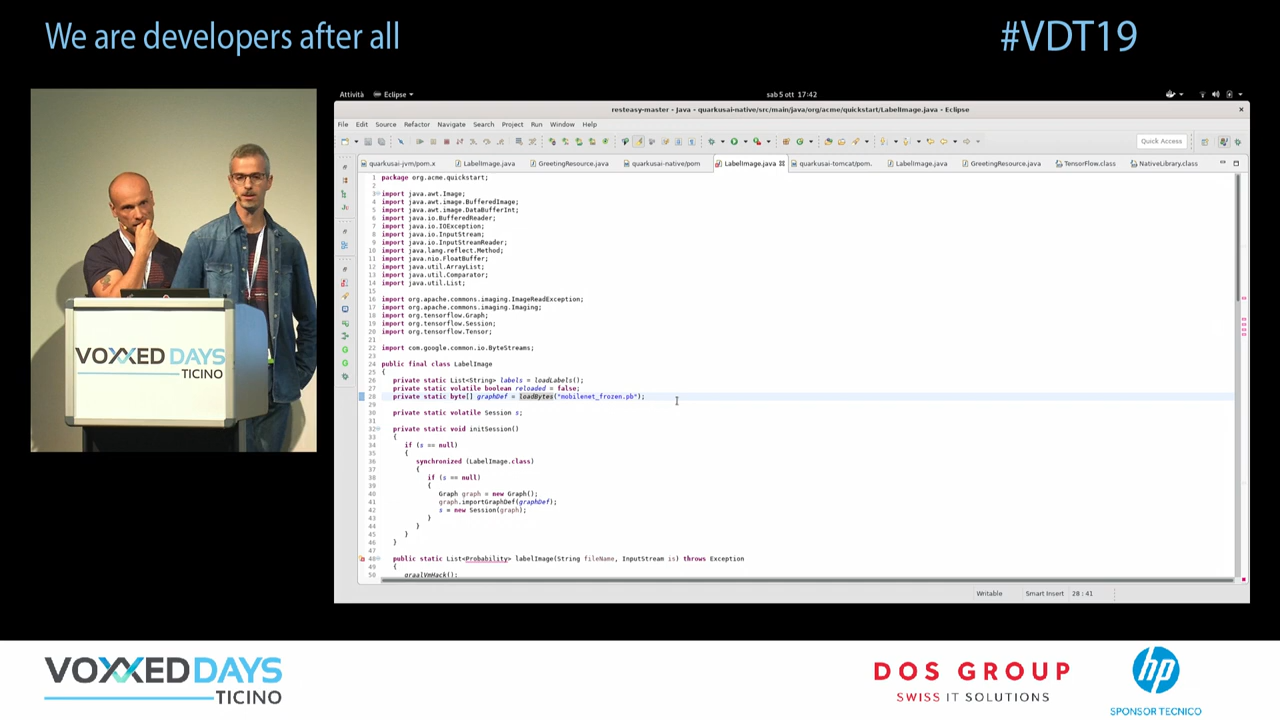 We are developers after all
#VDT19
VOXXED DAYS
TICINO
Attività
Eclipse
sab 5 ott 17:42
resteasy-master - Java - quarkusai-native/src/main/java/org/acme/quickstart/LabelImage.java - Eclipse
File Edit Source Refactor Navigate Search Project Run Window Help
Quick Access
quarkusai-jvm/pom.x LabelImage.java GreetingResource.java quarkusai-native/pom LabelImage.java quarkusai-tomcat/pom. LabelImage.java GreetingResource.java TensorFlow.class NativeLibrary.class
1 package org.acme.quickstart;
2
3 import java.awt.Image;
4 import java.awt.image.BufferedImage;
5 import java.awt.image.DataBufferInt;
6 import java.io.BufferedReader;
7 import java.io.IOException;
8 import java.io.InputStream;
9 import java.io.InputStreamReader;
10 import java.lang.reflect.Method;
11 import java.nio.FloatBuffer;
12 import java.util.ArrayList;
13 import java.util.Comparator;
14 import java.util.List;
15
16 import org.apache.commons.imaging.ImageReadException;
17 import org.apache.commons.imaging.Imaging;
18 import org.tensorflow.Graph;
19 import org.tensorflow.Session;
20 import org.tensorflow.Tensor;
21
22 import com.google.common.io.ByteStreams;
23
24 public final class LabelImage
25 {
26 private static List<String> labels = loadLabels();
27 private static volatile boolean reloaded = false;
28 private static byte[] graphDef = loadBytes("mobilenet_frozen.pb");
29
30 private static volatile Session s;
31
32 private static void initSession()
33 {
34 if (s == null)
35 {
36 synchronized (LabelImage.class)
37 {
38 if (s == null)
39 {
40 Graph graph = new Graph();
41 graph.importGraphDef(graphDef);
42 s = new Session(graph);
43 }
44 }
45 }
46 }
47
48 public static List<Probability> labelImage(String fileName, InputStream is) throws Exception
49 {
50 graalVmHack();
Writable Smart Insert 28 : 41
VOXXED DAYS
TICINO
DOS GROUP
SWISS IT SOLUTIONS
hp
SPONSOR TECNICO